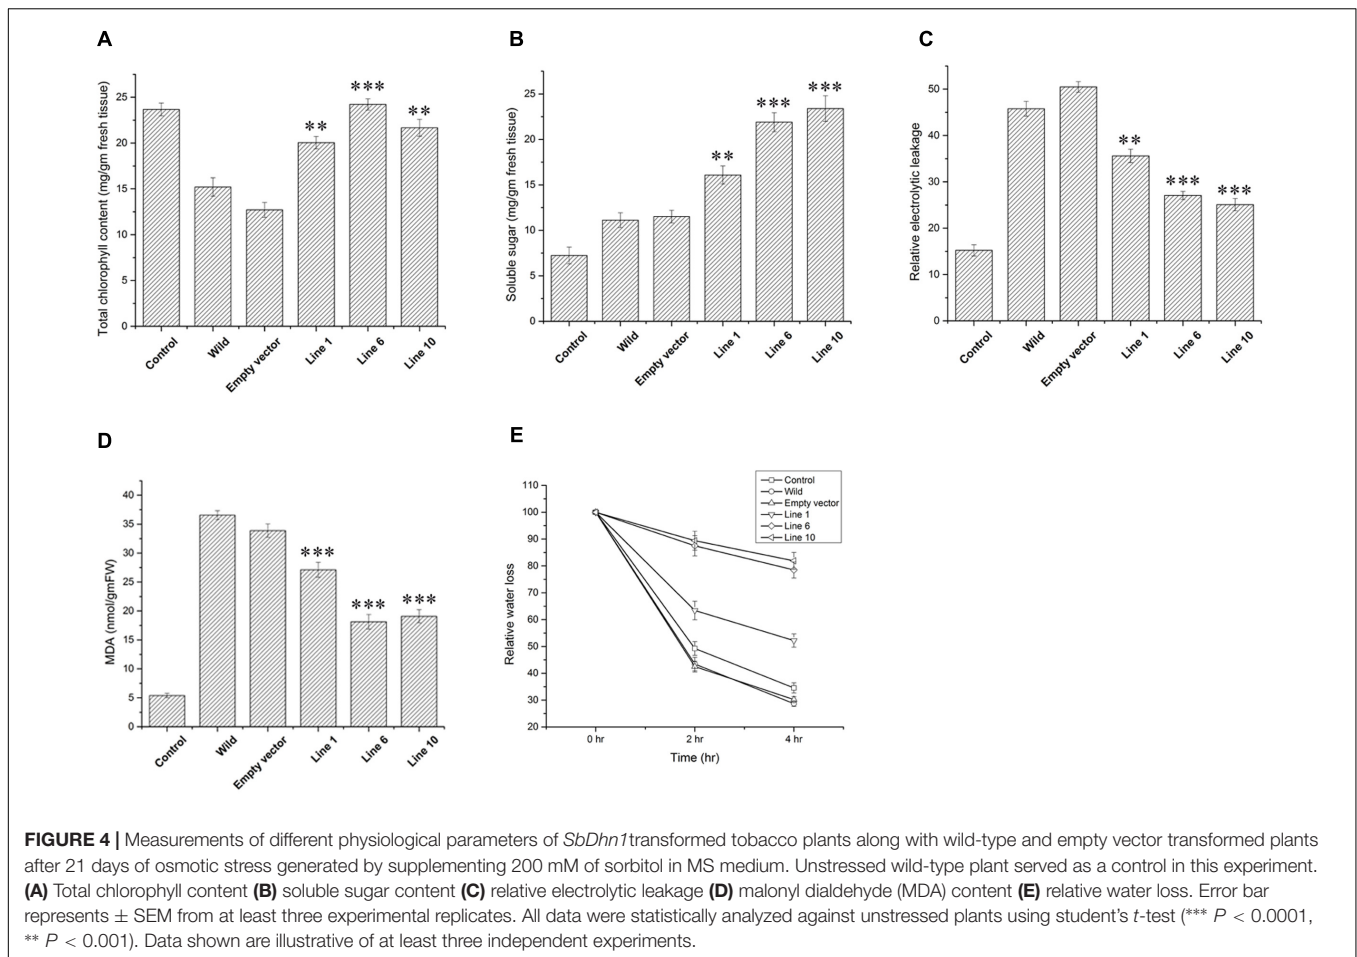 A
Total chlorophyll content (mg/gm fresh tissue)
25
20
15
10
5
0
** *** **
Control Wild Empty vector Line 1 Line 6 Line 10
B
Soluble sugar (mg/gm fresh tissue)
25
20
15
10
5
0
** *** ***
Control Wild Empty vector Line 1 Line 6 Line 10
C
Relative electrolytic leakage
50
40
30
20
10
0
** *** ***
Control Wild Empty vector Line 1 Line 6 Line 10
D
MDA (nmol/gmFW)
40
35
30
25
20
15
10
5
0
*** *** ***
Control Wild Empty vector Line 1 Line 6 Line 10
E
Relative water loss
110
100
90
80
70
60
50
40
30
20
Control
Wild
Empty vector
Line 1
Line 6
Line 10
0 hr 2 hr 4 hr
Time (hr)
FIGURE 4 | Measurements of different physiological parameters of SbDhn1transformed tobacco plants along with wild-type and empty vector transformed plants
after 21 days of osmotic stress generated by supplementing 200 mM of sorbitol in MS medium. Unstressed wild-type plant served as a control in this experiment.
(A) Total chlorophyll content (B) soluble sugar content (C) relative electrolytic leakage (D) malonyl dialdehyde (MDA) content (E) relative water loss. Error bar
represents ± SEM from at least three experimental replicates. All data were statistically analyzed against unstressed plants using student's t-test (*** P < 0.0001,
** P < 0.001). Data shown are illustrative of at least three independent experiments.